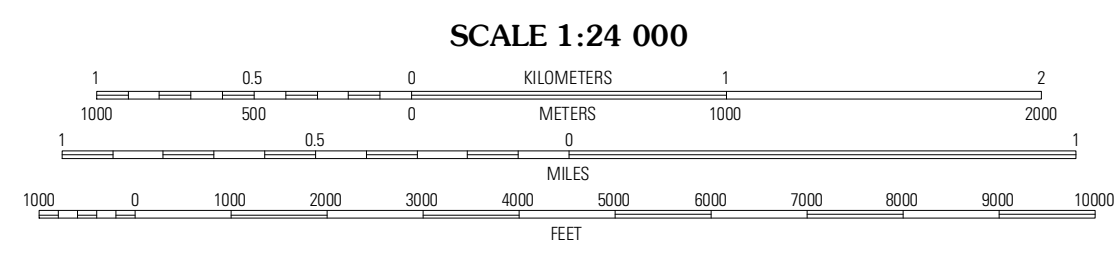 SCALE 1:24 000
1 0.5 0 KILOMETERS 1 2
1000 500 0 METERS 1000 2000
1 0.5 0 1
MILES
1000 0 1000 2000 3000 4000 5000 6000 7000 8000 9000 10000
FEET